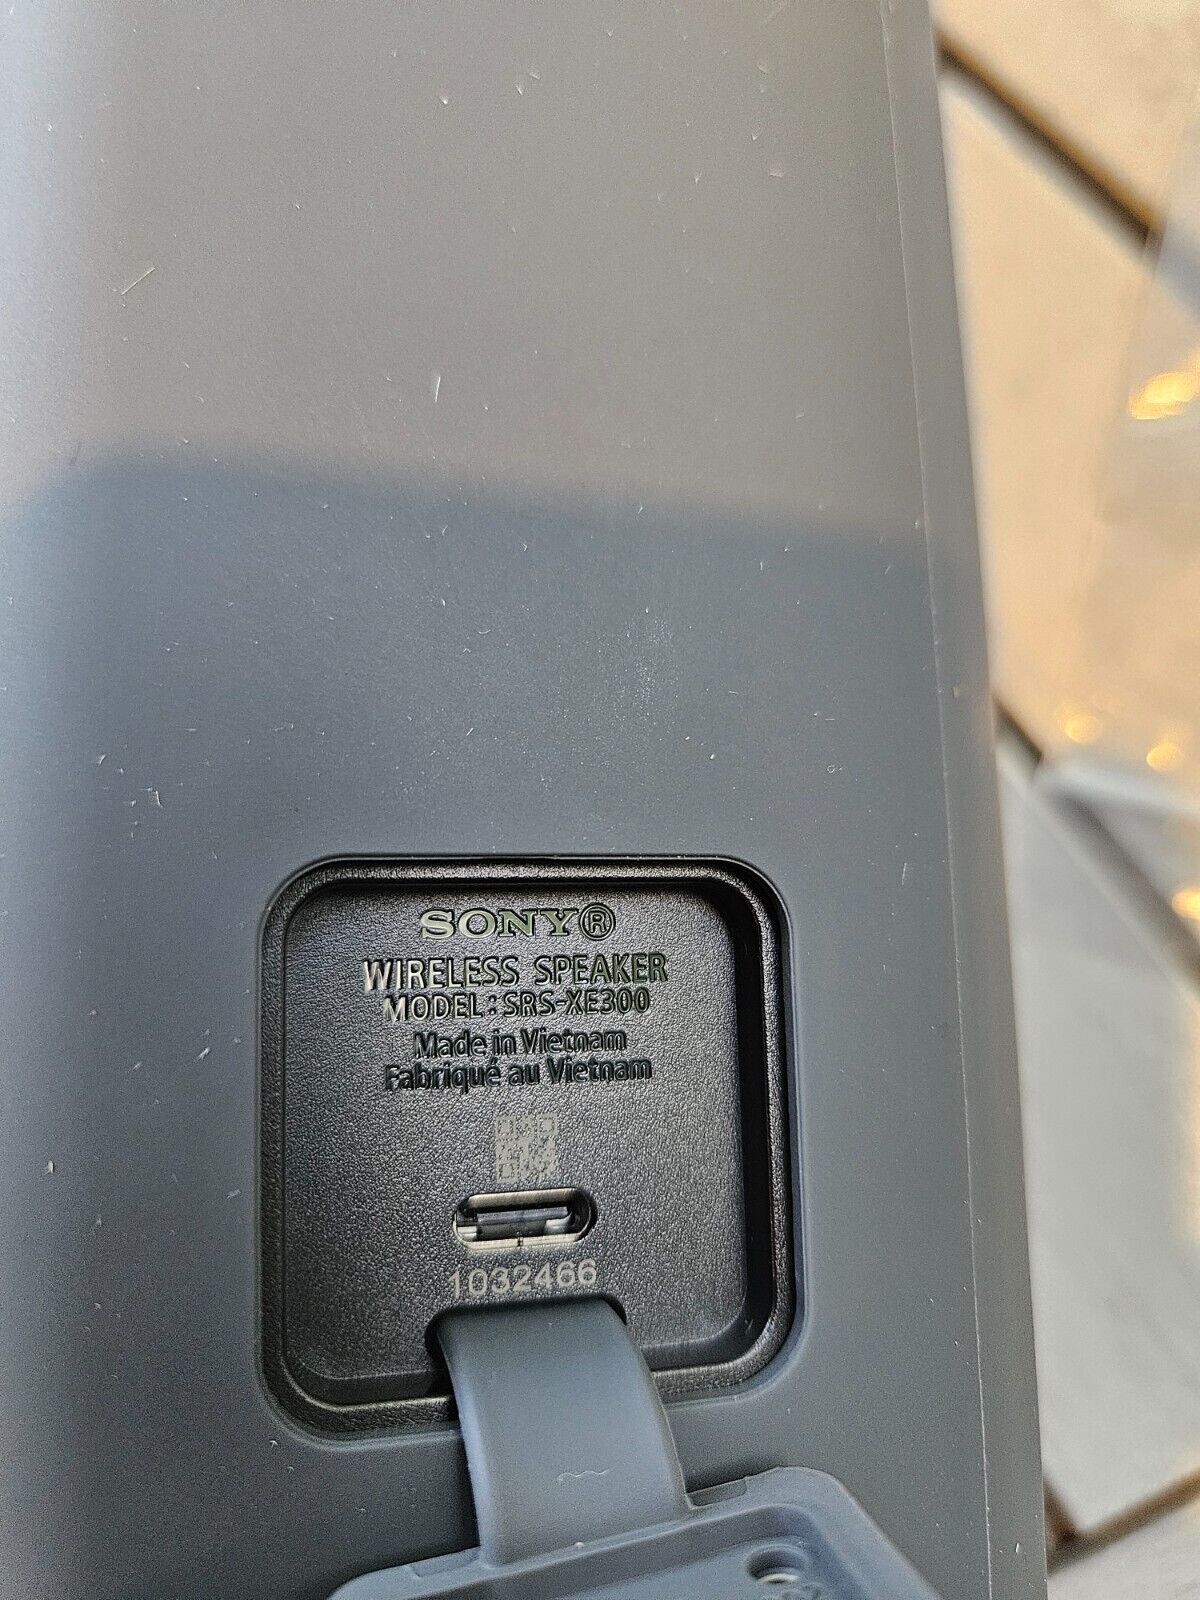 SONY®
WIRELESS SPEAKER
MODEL : SRS-XE300
Made in Vietnam
Fabriqué au Vietnam
1032466